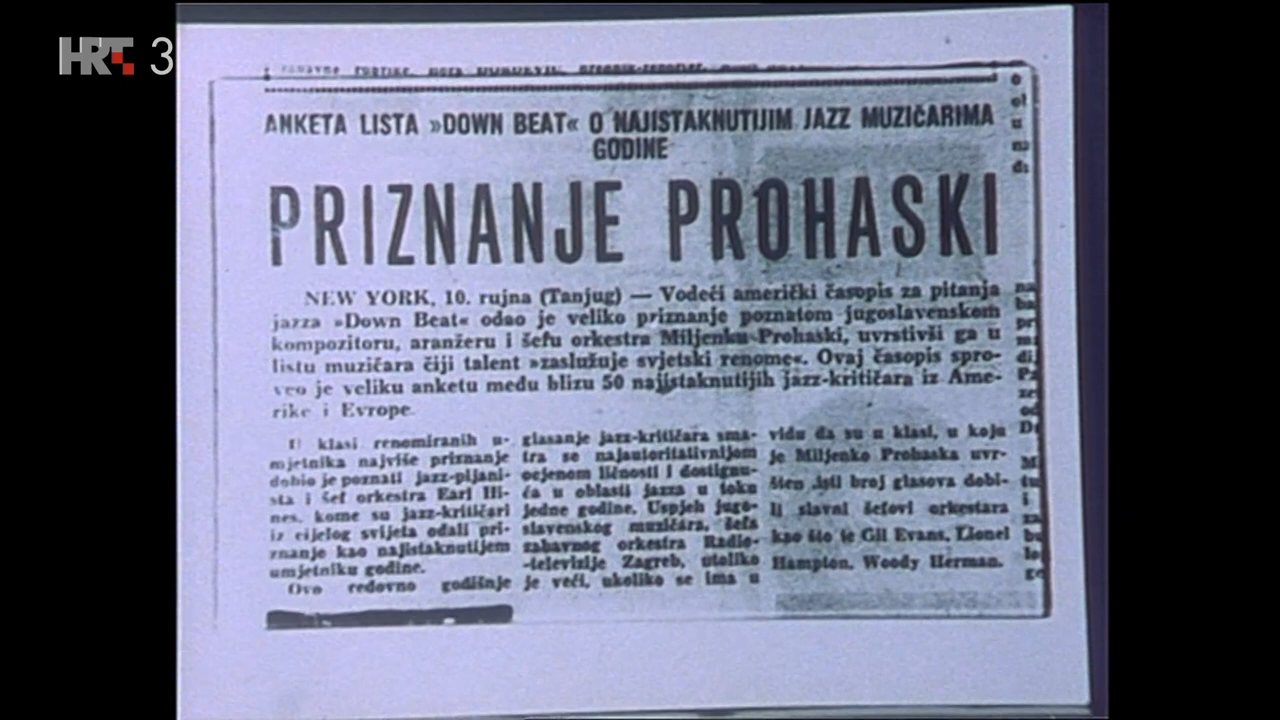 HRT 3
ANKETA LISTA »DOWN BEAT« O NAJISTAKNUTIJIM JAZZ MUZIČARIMA
GODINE
PRIZNANJE PROHASKI
NEW YORK, 10. rujna (Tanjug) — Vodeći američki časopis za pitanja
jazza »Down Beat« odao je veliko priznanje poznatom jugoslavenskom
kompozitoru, aranžeru i šefu orkestra Miljenku Prohaski, uvrstivši ga u
listu muzičara čiji talent »zaslužuje svjetski renome«. Ovaj časopis spro-
veo je veliku anketu među blizu 50 najistaknutijih jazz-kritičara iz Ame-
rike i Evrope.
U klasi renomiranih u-
mjetnika najviše priznanje
dobio je poznati jazz-pijani-
sta i šef orkestra Earl Hi-
nes, kome su jazz-kritičari
iz cijelog svijeta odali pri-
znanje kao najistaknutijem
umjetniku godine.
Ovo redovno godišnje
glasanje jazz-kritičara sma-
tra se najautoritativnijom
ocjenom ličnosti i dostignu-
ća u oblasti jazza u toku
jedne godine. Uspjeh jugo-
slavenskog muzičara, šefa
zabavnog orkestra Radio-
-televizije Zagreb, utoliko
je veći, ukoliko se ima u
vidu da su u klasi, u koju
je Miljenko Prohaska uvr-
šten, isti broj glasova dobi-
li slavni šefovi orkestara
kao što je Gil Evans, Lionel
Hampton, Woody Herman.